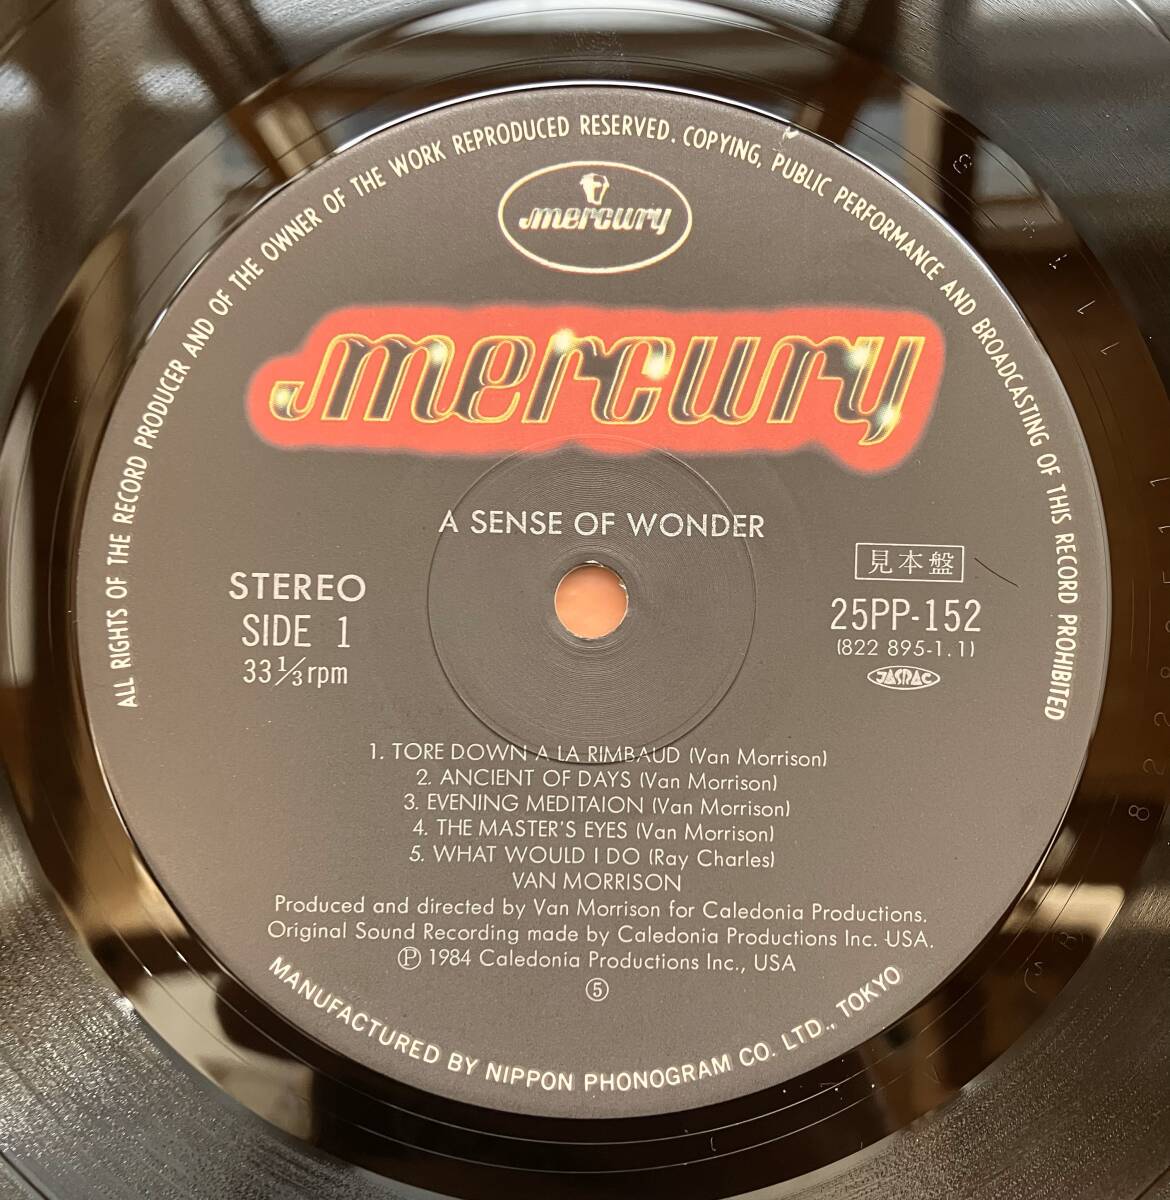 ALL RIGHTS OF THE RECORD PRODUCER AND OF THE OWNER OF THE WORK REPRODUCED RESERVED. COPYING, PUBLIC PERFORMANCE AND BROADCASTING OF THIS RECORD PROHIBITED
mercury
mercury
A SENSE OF WONDER
STEREO
SIDE 1
33⅓rpm
見本盤
25PP-152
(822 895-1.1)
JASRAC
1. TORE DOWN A LA RIMBAUD (Van Morrison)
2. ANCIENT OF DAYS (Van Morrison)
3. EVENING MEDITAION (Van Morrison)
4. THE MASTER'S EYES (Van Morrison)
5. WHAT WOULD I DO (Ray Charles)
VAN MORRISON
Produced and directed by Van Morrison for Caledonia Productions.
Original Sound Recording made by Caledonia Productions Inc. USA.
Ⓟ 1984 Caledonia Productions Inc., USA
⑤
MANUFACTURED BY NIPPON PHONOGRAM CO. LTD., TOKYO